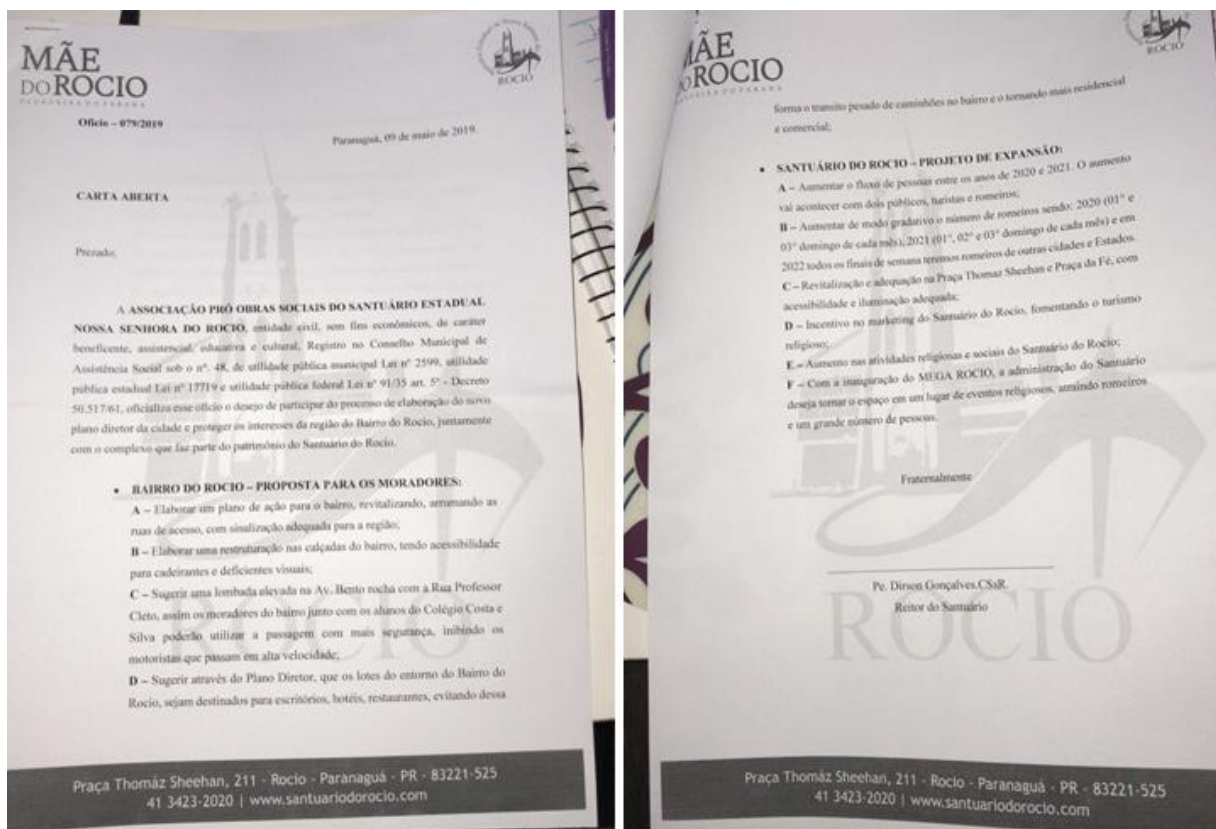 MÃE
DO ROCIO
PADROEIRA DO PARANÁ
ROCIO
Ofício – 079/2019
Paranaguá, 09 de maio de 2019.
CARTA ABERTA
Prezado;
A ASSOCIAÇÃO PRÓ OBRAS SOCIAIS DO SANTUÁRIO ESTADUAL
NOSSA SENHORA DO ROCIO, entidade civil, sem fins econômicos, de caráter
beneficente, assistencial, educativa e cultural, Registro no Conselho Municipal de
Assistência Social sob o nº. 48, de utilidade pública municipal Lei nº 2599, utilidade
pública estadual Lei nº 17719 e utilidade pública federal Lei nº 91/35 art. 5º - Decreto
50.517/61, oficializa esse ofício o desejo de participar do processo de elaboração do novo
plano diretor da cidade e proteger os interesses da região do Bairro do Rocio, juntamente
com o complexo que faz parte do patrimônio do Santuário do Rocio.
• BAIRRO DO ROCIO – PROPOSTA PARA OS MORADORES:
A – Elaborar um plano de ação para o bairro, revitalizando, arrumando as
ruas de acesso, com sinalização adequada para a região;
B – Elaborar uma restruturação nas calçadas do bairro, tendo acessibilidade
para cadeirantes e deficientes visuais;
C – Sugerir uma lombada elevada na Av. Bento rocha com a Rua Professor
Cleto, assim os moradores do bairro junto com os alunos do Colégio Costa e
Silva poderão utilizar a passagem com mais segurança, inibindo os
motoristas que passam em alta velocidade;
D – Sugerir através do Plano Diretor, que os lotes do entorno do Bairro do
Rocio, sejam destinados para escritórios, hotéis, restaurantes, evitando dessa
ROCIO
Praça Thomáz Sheehan, 211 - Rocio - Paranaguá - PR - 83221-525
41 3423-2020 | www.santuariodorocio.com
MÃE
DO ROCIO
PADROEIRA DO PARANÁ
ROCIO
forma o transito pesado de caminhões no bairro e o tornando mais residencial
e comercial;
• SANTUÁRIO DO ROCIO – PROJETO DE EXPANSÃO:
A – Aumentar o fluxo de pessoas entre os anos de 2020 e 2021. O aumento
vai acontecer com dois públicos, turistas e romeiros;
B – Aumentar de modo gradativo o número de romeiros sendo; 2020 (01º e
03º domingo de cada mês), 2021 (01º, 02º e 03º domingo de cada mês) e em
2022 todos os finais de semana teremos romeiros de outras cidades e Estados.
C – Revitalização e adequação na Praça Thomaz Sheehan e Praça da Fé, com
acessibilidade e iluminação adequada;
D – Incentivo no marketing do Santuário do Rocio, fomentando o turismo
religioso;
E – Aumento nas atividades religiosas e sociais do Santuário do Rocio;
F – Com a inauguração do MEGA ROCIO, a administração do Santuário
deseja tornar o espaço em um lugar de eventos religiosos, atraindo romeiros
e um grande número de pessoas.
Fraternalmente
Pe. Dirson Gonçalves.CSsR.
Reitor do Santuário
ROCIO
Praça Thomáz Sheehan, 211 - Rocio - Paranaguá - PR - 83221-525
41 3423-2020 | www.santuariodorocio.com